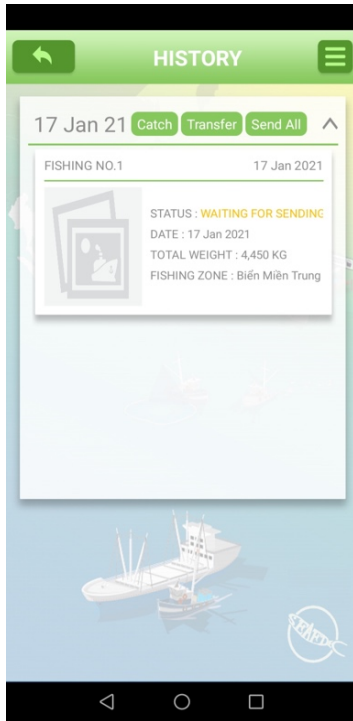 HISTORY
17 Jan 21 Catch Transfer Send All
FISHING NO.1 17 Jan 2021
STATUS : WAITING FOR SENDING
DATE : 17 Jan 2021
TOTAL WEIGHT : 4,450 KG
FISHING ZONE : Biển Miền Trung
SEAFDEC